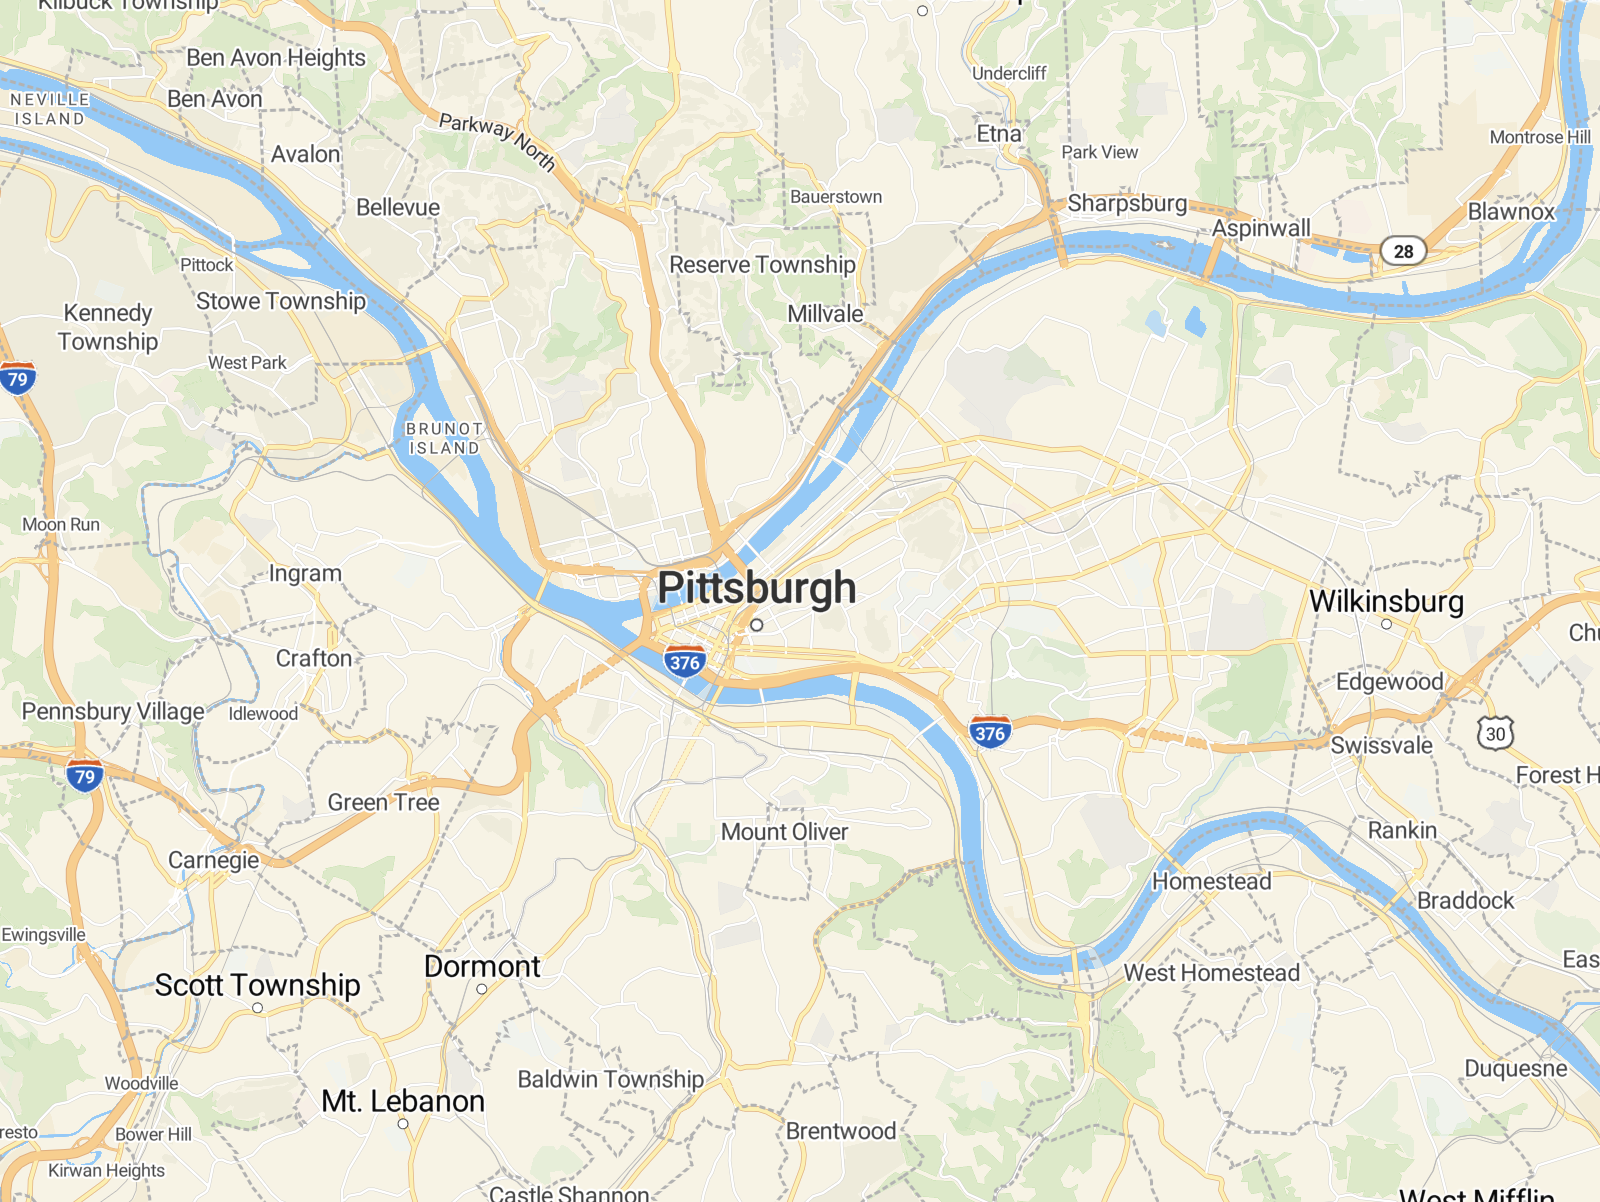 Kilbuck Township
Ben Avon Heights
Undercliff
NEVILLE
ISLAND
Ben Avon
Parkway North
Etna
Montrose Hill
Avalon
Park View
Bellevue
Bauerstown
Sharpsburg
Blawnox
Aspinwall
28
Pittock
Reserve Township
Stowe Township
Kennedy
Township
Millvale
West Park
79
BRUNOT
ISLAND
Moon Run
Ingram
Pittsburgh
Wilkinsburg
Chu
Crafton
376
Edgewood
Pennsbury Village
Idlewood
376
30
Swissvale
79
Forest H
Green Tree
Mount Oliver
Rankin
Carnegie
Homestead
Braddock
Ewingsville
Eas
Dormont
West Homestead
Scott Township
Duquesne
Woodville
Baldwin Township
Mt. Lebanon
resto
Bower Hill
Brentwood
Kirwan Heights
Castle Shannon
West Mifflin